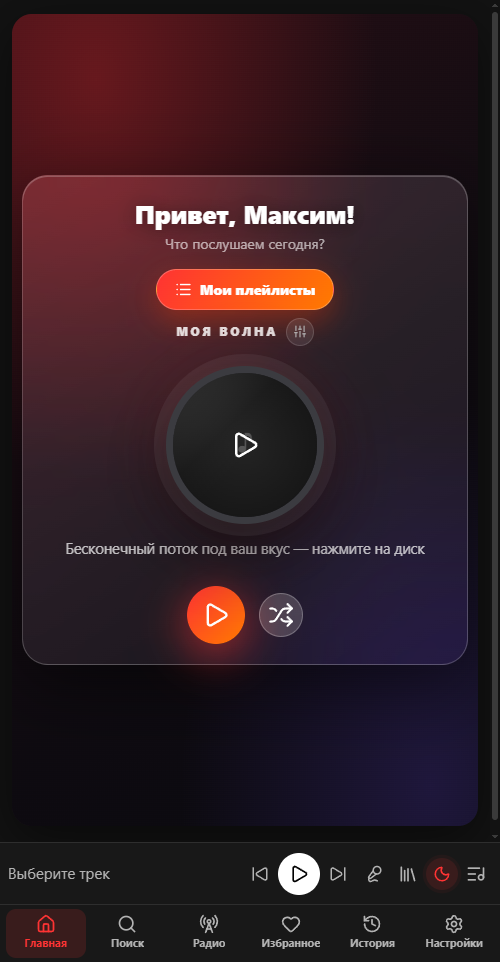 Привет, Максим!
Что послушаем сегодня?
Мои плейлисты
МОЯ ВОЛНА
Бесконечный поток под ваш вкус — нажмите на диск
Выберите трек
Главная Поиск Радио Избранное История Настройки